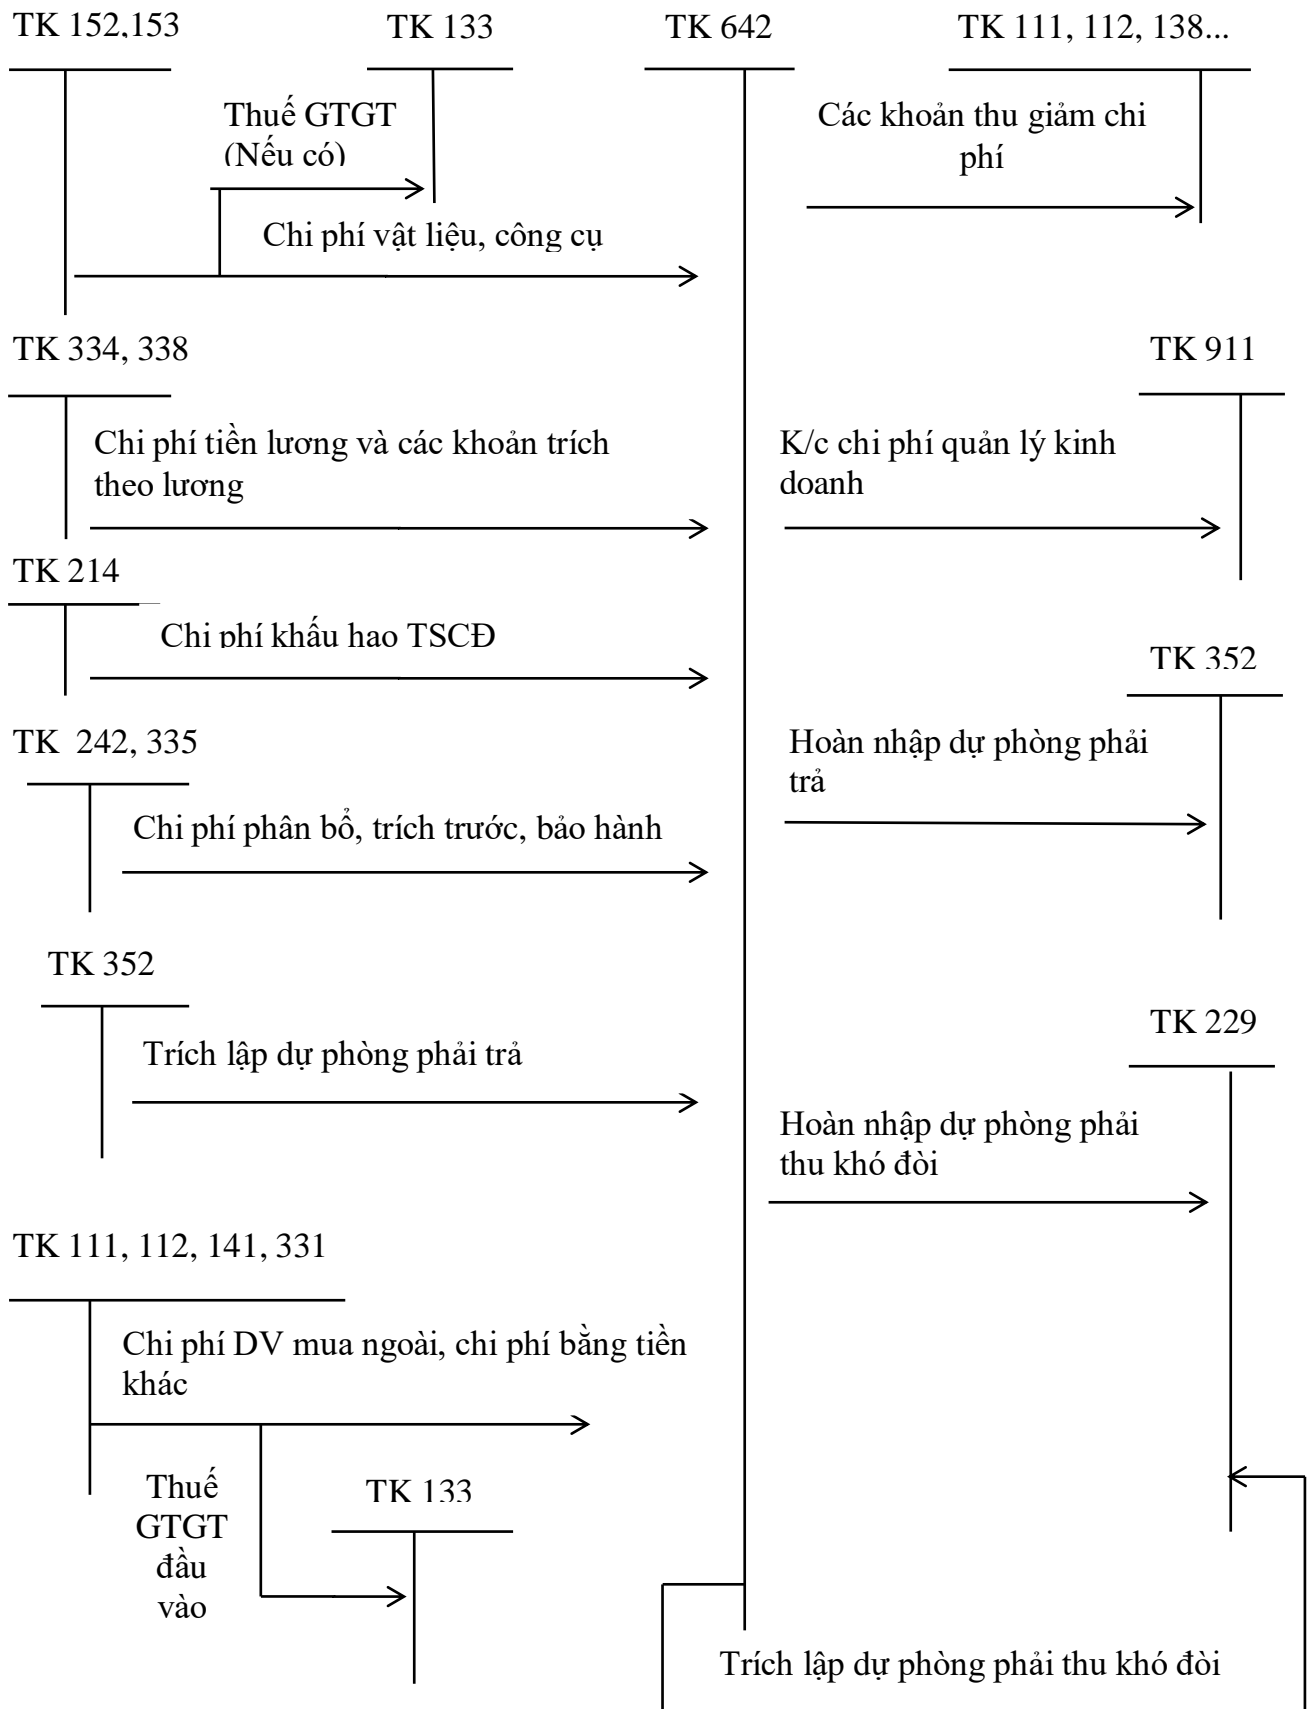 TK 152,153
TK 133
TK 642
TK 111, 112, 138...
Thuế GTGT
(Nếu có)
Các khoản thu giảm chi
phí
Chi phí vật liệu, công cụ
TK 334, 338
TK 911
Chi phí tiền lương và các khoản trích
theo lương
K/c chi phí quản lý kinh
doanh
TK 214
Chi phí khấu hao TSCĐ
TK 352
TK  242, 335
Hoàn nhập dự phòng phải
trả
Chi phí phân bổ, trích trước, bảo hành
TK 352
TK 229
Trích lập dự phòng phải trả
Hoàn nhập dự phòng phải
thu khó đòi
TK 111, 112, 141, 331
Chi phí DV mua ngoài, chi phí bằng tiền
khác
Thuế
GTGT
đầu
vào
TK 133
Trích lập dự phòng phải thu khó đòi